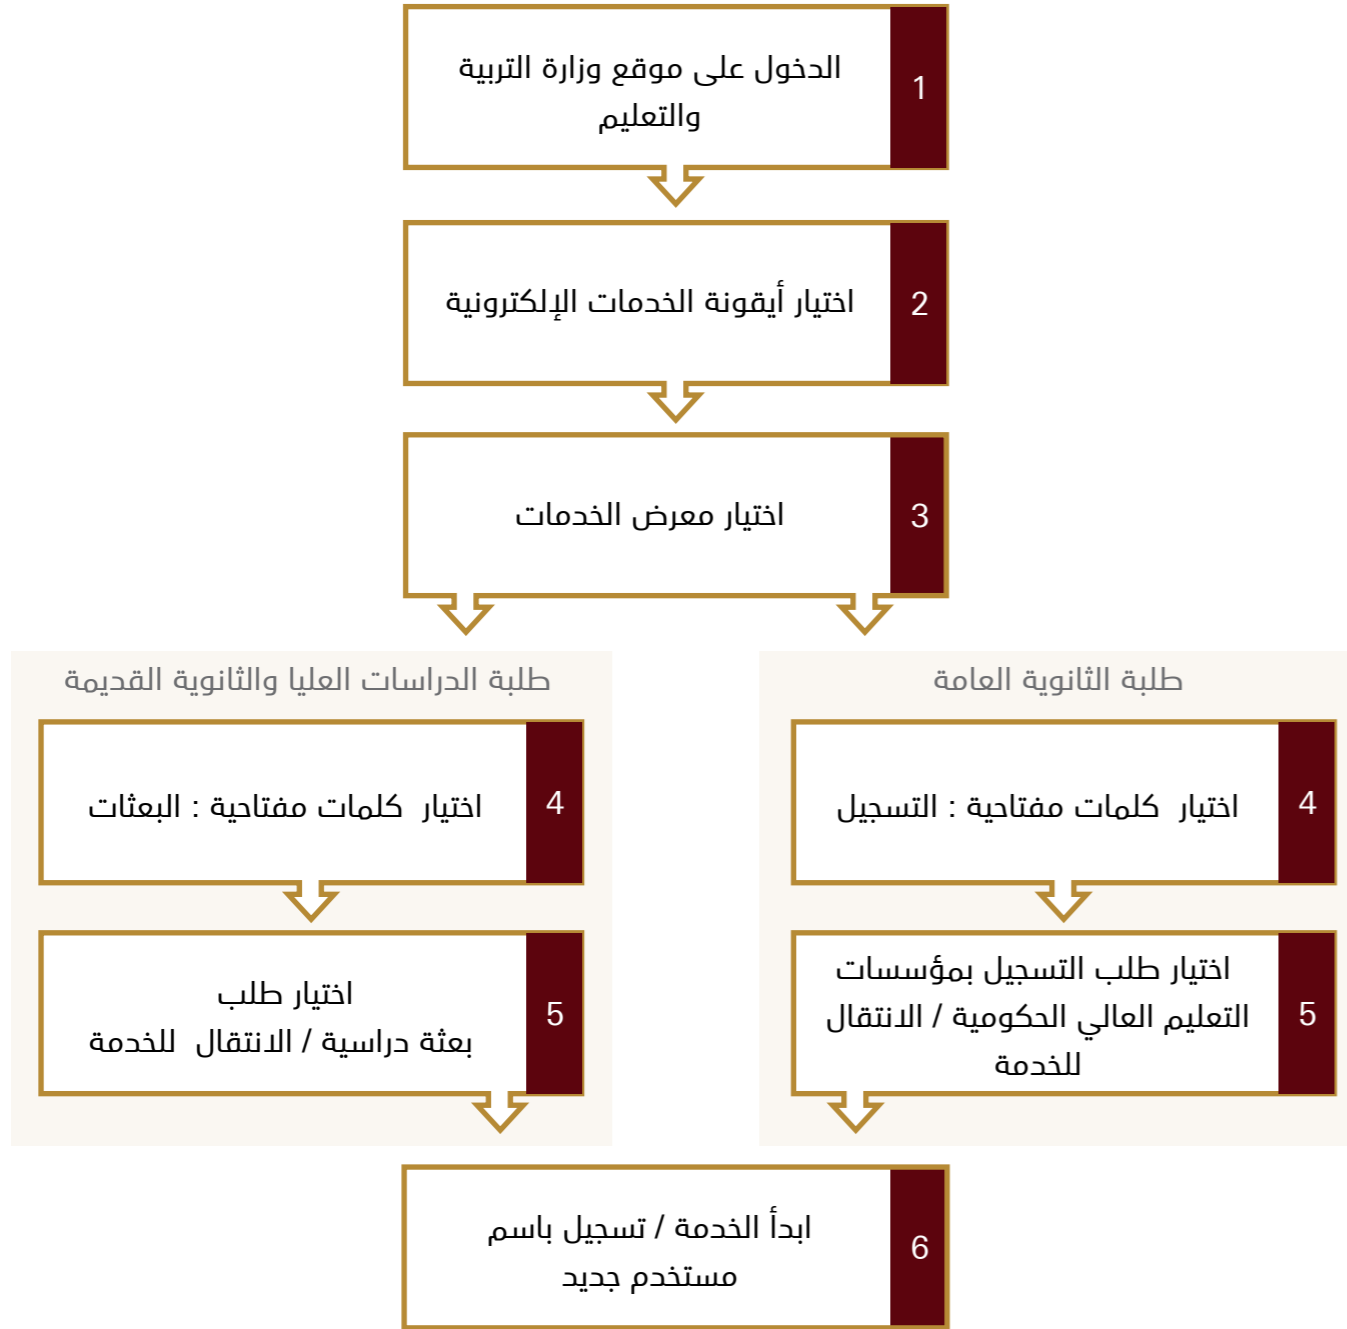 1
الدخول على موقع وزارة التربية
والتعليم
2
اختيار أيقونة الخدمات الإلكترونية
3
اختيار معرض الخدمات
طلبة الثانوية العامة
4
اختيار كلمات مفتاحية : التسجيل
5
اختيار طلب التسجيل بمؤسسات
التعليم العالي الحكومية / الانتقال
للخدمة
طلبة الدراسات العليا والثانوية القديمة
4
اختيار كلمات مفتاحية : البعثات
5
اختيار طلب
بعثة دراسية / الانتقال للخدمة
6
ابدأ الخدمة / تسجيل باسم
مستخدم جديد